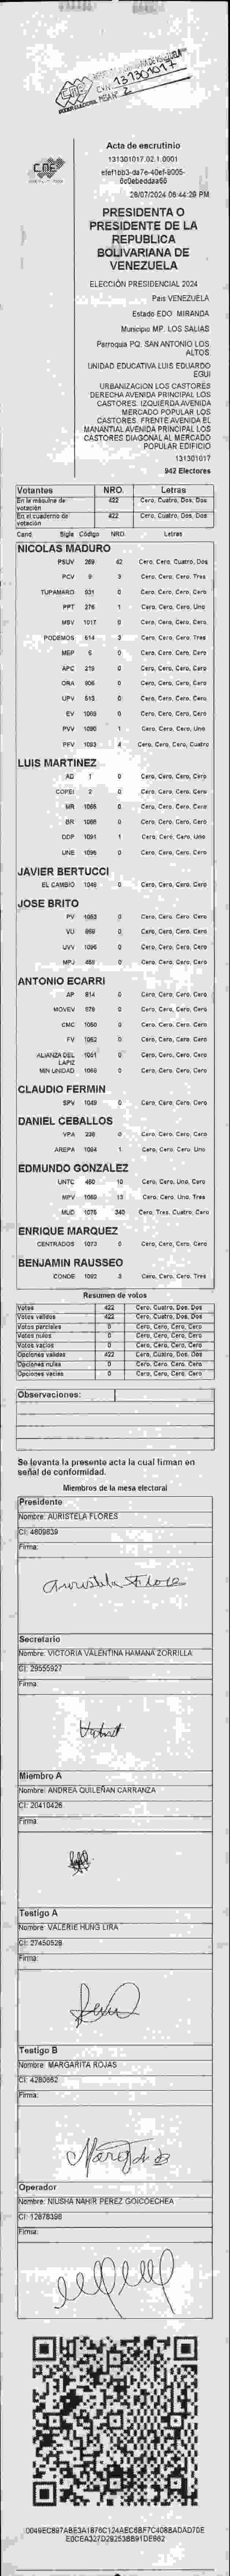 131301017
MESA Nº 2
CNE
Acta de escrutinio
131301017.02.1.0001
28/07/2024 06:44:29 PM
PRESIDENTA O
PRESIDENTE DE LA
REPUBLICA
BOLIVARIANA DE
VENEZUELA
ELECCIÓN PRESIDENCIAL 2024
Pais VENEZUELA
Estado EDO. MIRANDA
Municipio MP. LOS SALIAS
Parroquia PQ. SAN ANTONIO LOS
ALTOS
UNIDAD EDUCATIVA LUIS EDUARDO
EGUI
URBANIZACION LOS CASTORES
DERECHA AVENIDA PRINCIPAL LOS
CASTORES. IZQUIERDA AVENIDA
MERCADO POPULAR LOS
CASTORES. FRENTE AVENIDA EL
MANANTIAL AVENIDA PRINCIPAL LOS
CASTORES DIAGONAL AL MERCADO
POPULAR EDIFICIO
131301017
942 Electores
Votantes NRO. Letras
En la máquina de votación 422 Cero, Cuatro, Dos, Dos
En el cuaderno de votación 422 Cero, Cuatro, Dos, Dos
Cand. Sigla Código NRO. Letras
NICOLAS MADURO
PSUV 269 42 Cero, Cero, Cuatro, Dos
PCV 9 3 Cero, Cero, Cero, Tres
TUPAMARO 931 0 Cero, Cero, Cero, Cero
PPT 276 1 Cero, Cero, Cero, Uno
MSV 1017 0 Cero, Cero, Cero, Cero
PODEMOS 614 3 Cero, Cero, Cero, Tres
MEP 6 0 Cero, Cero, Cero, Cero
APC 219 0 Cero, Cero, Cero, Cero
ORA 906 0 Cero, Cero, Cero, Cero
UPV 513 0 Cero, Cero, Cero, Cero
EV 1069 0 Cero, Cero, Cero, Cero
PVV 1090 1 Cero, Cero, Cero, Uno
PFV 1093 4 Cero, Cero, Cero, Cuatro
LUIS MARTINEZ
AD 1 0 Cero, Cero, Cero, Cero
COPEI 2 0 Cero, Cero, Cero, Cero
MR 1066 0 Cero, Cero, Cero, Cero
BR 0 Cero, Cero, Cero, Cero
DDP 1091 1 Cero, Cero, Cero, Uno
UNE 1096 0 Cero, Cero, Cero, Cero
JAVIER BERTUCCI
EL CAMBIO 1048 0 Cero, Cero, Cero, Cero
JOSE BRITO
PV 1053 0 Cero, Cero, Cero, Cero
VU 868 0 Cero, Cero, Cero, Cero
UVV 0 Cero, Cero, Cero, Cero
MPJ 458 0 Cero, Cero, Cero, Cero
ANTONIO ECARRI
AP 814 0 Cero, Cero, Cero, Cero
MOVEV 0 Cero, Cero, Cero, Cero
CMC 1050 0 Cero, Cero, Cero, Cero
FV 1052 0 Cero, Cero, Cero, Cero
ALIANZA DEL LAPIZ 1051 0 Cero, Cero, Cero, Cero
MIN UNIDAD 1068 0 Cero, Cero, Cero, Cero
CLAUDIO FERMIN
SPV 1049 0 Cero, Cero, Cero, Cero
DANIEL CEBALLOS
VPA 0 Cero, Cero, Cero, Cero
AREPA 1094 1 Cero, Cero, Cero, Uno
EDMUNDO GONZALEZ
UNTC 10 Cero, Cero, Uno, Cero
MPV 1059 13 Cero, Cero, Uno, Tres
MUD 1075 340 Cero, Tres, Cuatro, Cero
ENRIQUE MARQUEZ
CENTRADOS 1073 0 Cero, Cero, Cero, Cero
BENJAMIN RAUSSEO
CONDE 1092 3 Cero, Cero, Cero, Tres
Resumen de votos
Votos 422 Cero, Cuatro, Dos, Dos
Votos validos 422 Cero, Cuatro, Dos, Dos
Votos parciales 0 Cero, Cero, Cero, Cero
Votos nulos 0 Cero, Cero, Cero, Cero
Votos vacíos 0 Cero, Cero, Cero, Cero
Opciones validas 422 Cero, Cuatro, Dos, Dos
Opciones nulas 0 Cero, Cero, Cero, Cero
Opciones vacias 0 Cero, Cero, Cero, Cero
Observaciones:
Se levanta la presente acta la cual firman en
señal de conformidad.
Miembros de la mesa electoral
Presidente
Nombre: AURISTELA FLORES
CI: 4809839
Firma:
Auristela Flores
Secretario
Nombre: VICTORIA VALENTINA HAMANA ZORRILLA
CI: 29555927
Firma:
Miembro A
Nombre: ANDREA QUILEÑAN CARRANZA
CI: 20410426
Firma:
Testigo A
Nombre: VALERIE HUNG LIRA
CI: 27450528
Firma:
Testigo B
Nombre: MARGARITA ROJAS
CI: 4280662
Firma:
Operador
Nombre: NIUSHA NAHIR PEREZ GOICOECHEA
CI: 12878398
Firma: